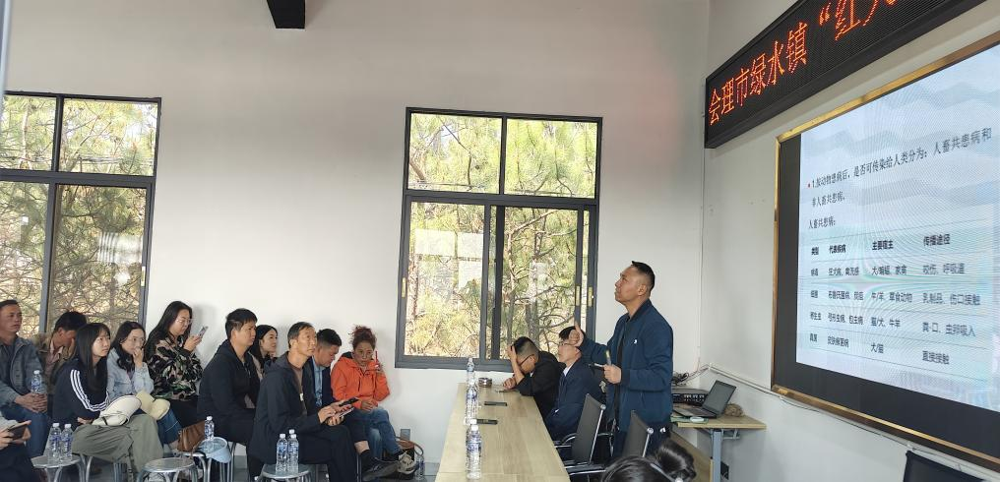 会理市绿水镇“红
1.按动物患病后，是否可传染给人类分为：人畜共患病和
非人畜共患病。
人畜共患病：
类别 代表疾病 主要宿主 传播途径
病毒 狂犬病、禽流感 犬/蝙蝠、家禽 咬伤、呼吸道
细菌 布鲁氏菌病、炭疽 牛/羊、草食动物 乳制品、伤口接触
寄生虫 弓形虫病、包虫病 猫/犬、牛羊 粪-口、虫卵吸入
真菌 皮肤癣菌病 犬/猫 直接接触